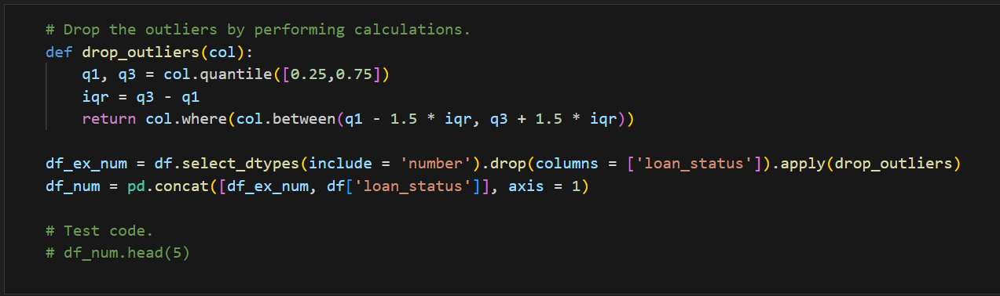 # Drop the outliers by performing calculations.
def drop_outliers(col):
    q1, q3 = col.quantile([0.25,0.75])
    iqr = q3 - q1
    return col.where(col.between(q1 - 1.5 * iqr, q3 + 1.5 * iqr))
df_ex_num = df.select_dtypes(include = 'number').drop(columns = ['loan_status']).apply(drop_outliers)
df_num = pd.concat([df_ex_num, df['loan_status']], axis = 1)
# Test code.
# df_num.head(5)